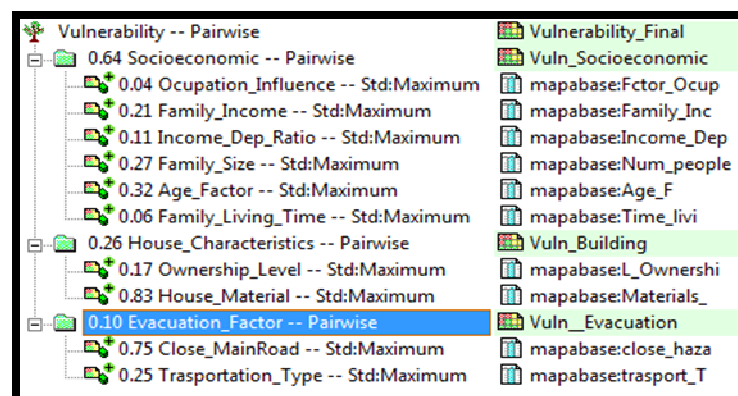 Vulnerability -- Pairwise Vulnerability_Final
0.64 Socioeconomic -- Pairwise Vuln_Socioeconomic
0.04 Ocupation_Influence -- Std:Maximum mapabase:Fctor_Ocup
0.21 Family_Income -- Std:Maximum mapabase:Family_Inc
0.11 Income_Dep_Ratio -- Std:Maximum mapabase:Income_Dep
0.27 Family_Size -- Std:Maximum mapabase:Num_people
0.32 Age_Factor -- Std:Maximum mapabase:Age_F
0.06 Family_Living_Time -- Std:Maximum mapabase:Time_livi
0.26 House_Characteristics -- Pairwise Vuln_Building
0.17 Ownership_Level -- Std:Maximum mapabase:L_Ownershi
0.83 House_Material -- Std:Maximum mapabase:Materials_
0.10 Evacuation_Factor -- Pairwise Vuln__Evacuation
0.75 Close_MainRoad -- Std:Maximum mapabase:close_haza
0.25 Trasportation_Type -- Std:Maximum mapabase:trasport_T